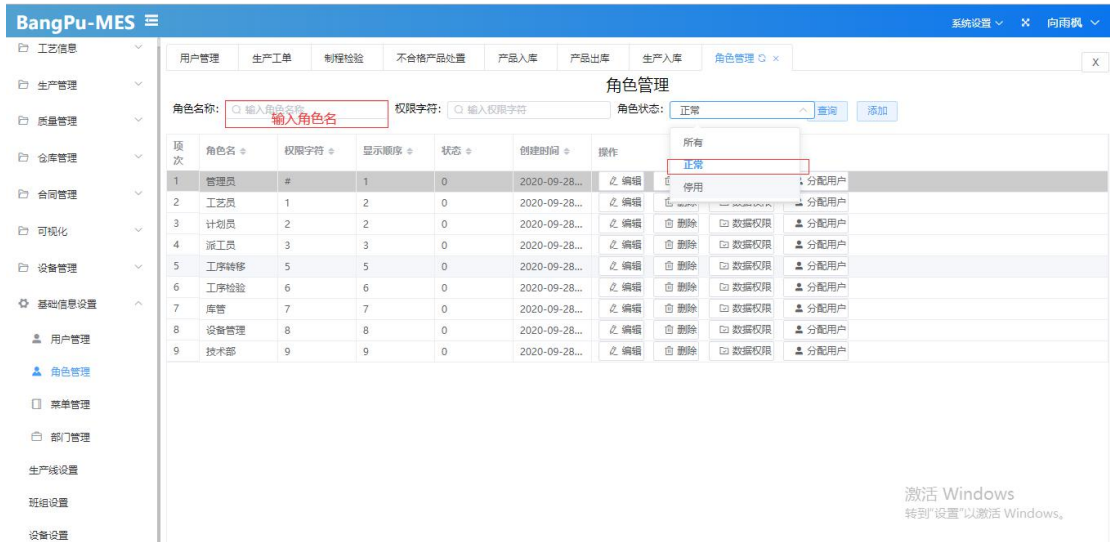 BangPu-MES 系统设置 向雨枫
工艺信息
生产管理
质量管理
仓库管理
合同管理
可视化
设备管理
基础信息设置
用户管理
角色管理
菜单管理
部门管理
生产线设置
班组设置
设备设置
用户管理 生产工单 制程检验 不合格产品处置 产品入库 产品出库 生产入库 角色管理 × X
角色管理
角色名称: 输入角色名称 权限字符: 输入权限字符 角色状态: 正常 查询 添加
输入角色名
所有
正常
停用
项次 角色名 权限字符 显示顺序 状态 创建时间 操作
1 管理员 # 1 0 2020-09-28... 编辑 分配用户
2 工艺员 1 2 0 2020-09-28... 编辑 删除 数据权限 分配用户
3 计划员 2 2 0 2020-09-28... 编辑 删除 数据权限 分配用户
4 派工员 3 3 0 2020-09-28... 编辑 删除 数据权限 分配用户
5 工序转移 5 5 0 2020-09-28... 编辑 删除 数据权限 分配用户
6 工序检验 6 6 0 2020-09-28... 编辑 删除 数据权限 分配用户
7 库管 7 7 0 2020-09-28... 编辑 删除 数据权限 分配用户
8 设备管理 8 8 0 2020-09-28... 编辑 删除 数据权限 分配用户
9 技术部 9 9 0 2020-09-28... 编辑 删除 数据权限 分配用户
激活 Windows
转到"设置"以激活 Windows。